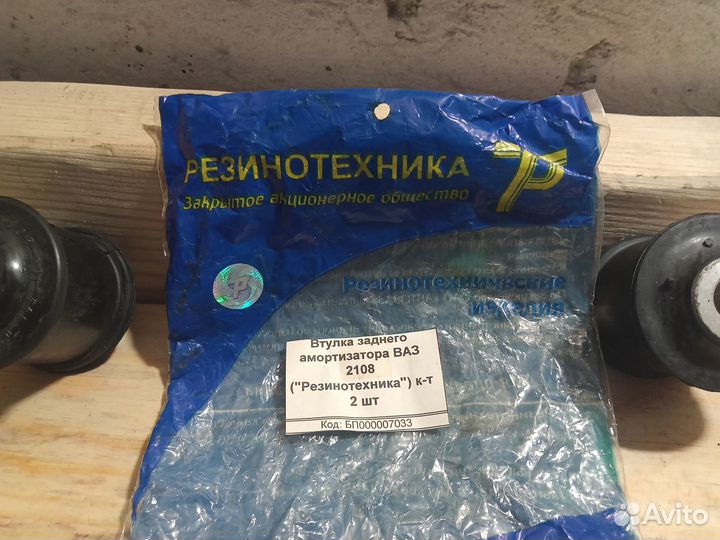 РЕЗИНОТЕХНИКА
Закрытое акционерное общество
Резинотехнические
изделия
Втулка заднего
амортизатора ВАЗ
2108
("Резинотехника") к-т
2 шт
Код: БП000007033
Avito